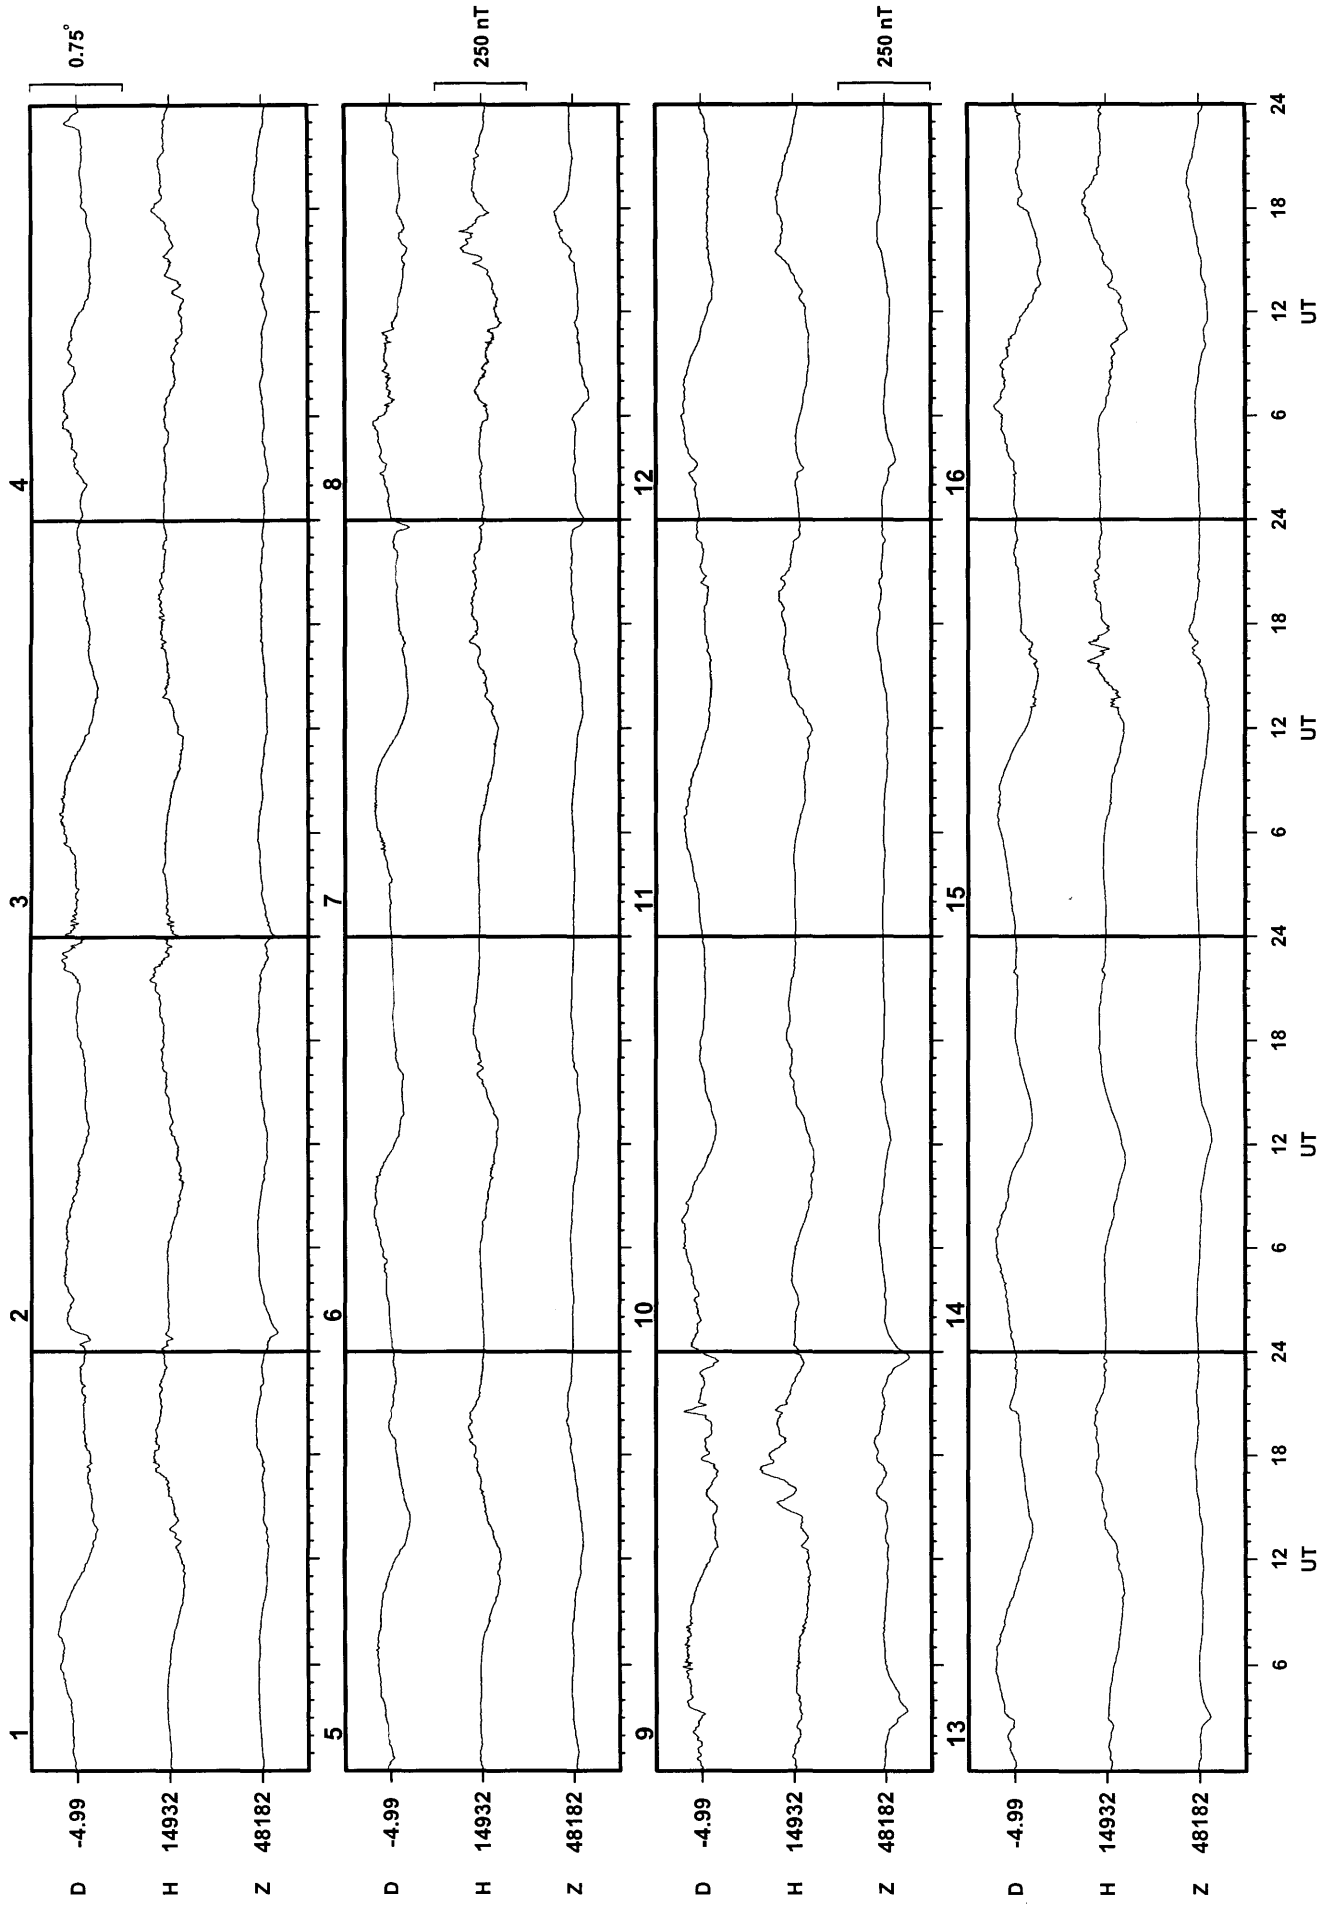 1 2 3 4
D -4.99
H 14932
Z 48182
0.75°
5 6 7 8
D -4.99
H 14932
Z 48182
250 nT
9 10 11 12
D -4.99
H 14932
Z 48182
250 nT
13 14 15 16
D -4.99
H 14932
Z 48182
6 12 18 24 6 12 18 24 6 12 18 24 6 12 18 24
UT UT UT UT